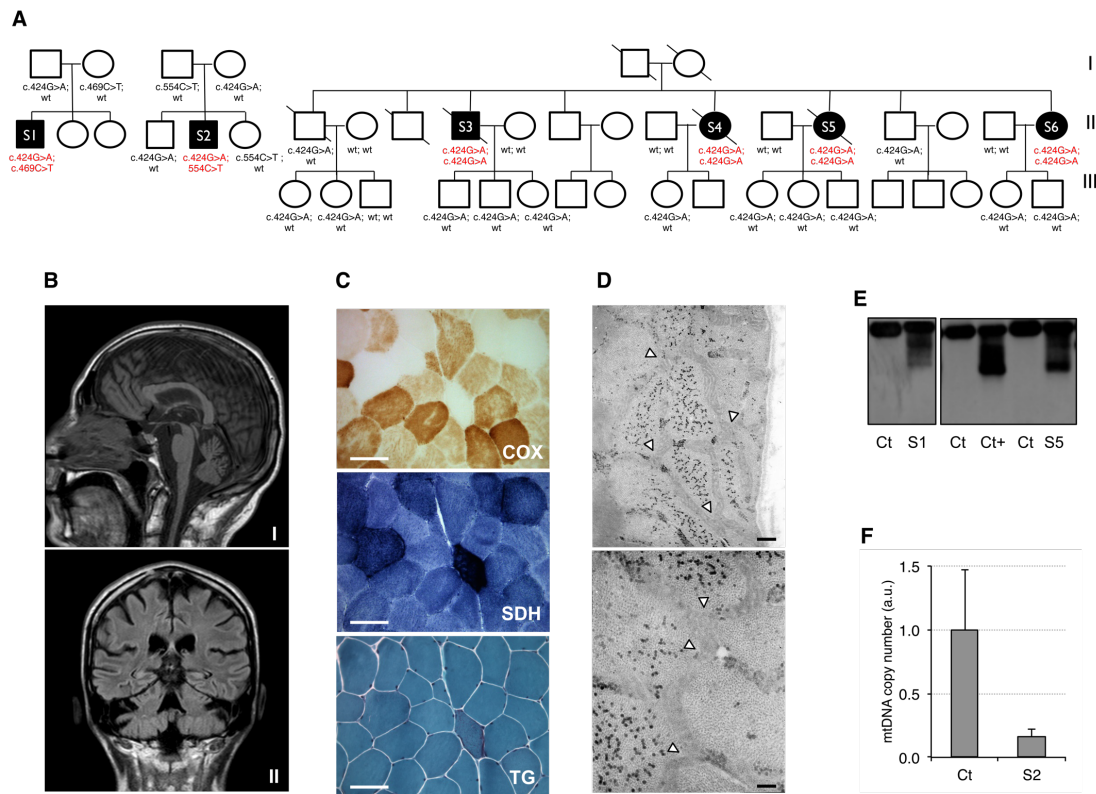 A
I
c.424G>A;
wt
c.469C>T;
wt
c.554C>T;
wt
c.424G>A;
wt
S1
S2
S3
S4
S5
S6
II
c.424G>A;
c.469C>T
c.424G>A;
wt
c.424G>A;
554C>T
c.554C>T ;
wt
c.424G>A;
wt
wt; wt
c.424G>A;
c.424G>A
wt; wt
wt; wt
c.424G>A;
c.424G>A
wt; wt
c.424G>A;
c.424G>A
c.424G>A;
wt
wt; wt
c.424G>A;
c.424G>A
III
c.424G>A;
wt
c.424G>A;
wt
wt; wt
c.424G>A;
wt
c.424G>A;
wt
c.424G>A;
wt
c.424G>A;
wt
c.424G>A;
wt
c.424G>A;
wt
c.424G>A;
wt
c.424G>A;
wt
c.424G>A;
wt
B
I
II
C
COX
SDH
TG
D
E
Ct S1 Ct Ct+ Ct S5
F
mtDNA copy number (a.u.)
1.5
1.0
0.5
0.0
Ct S2